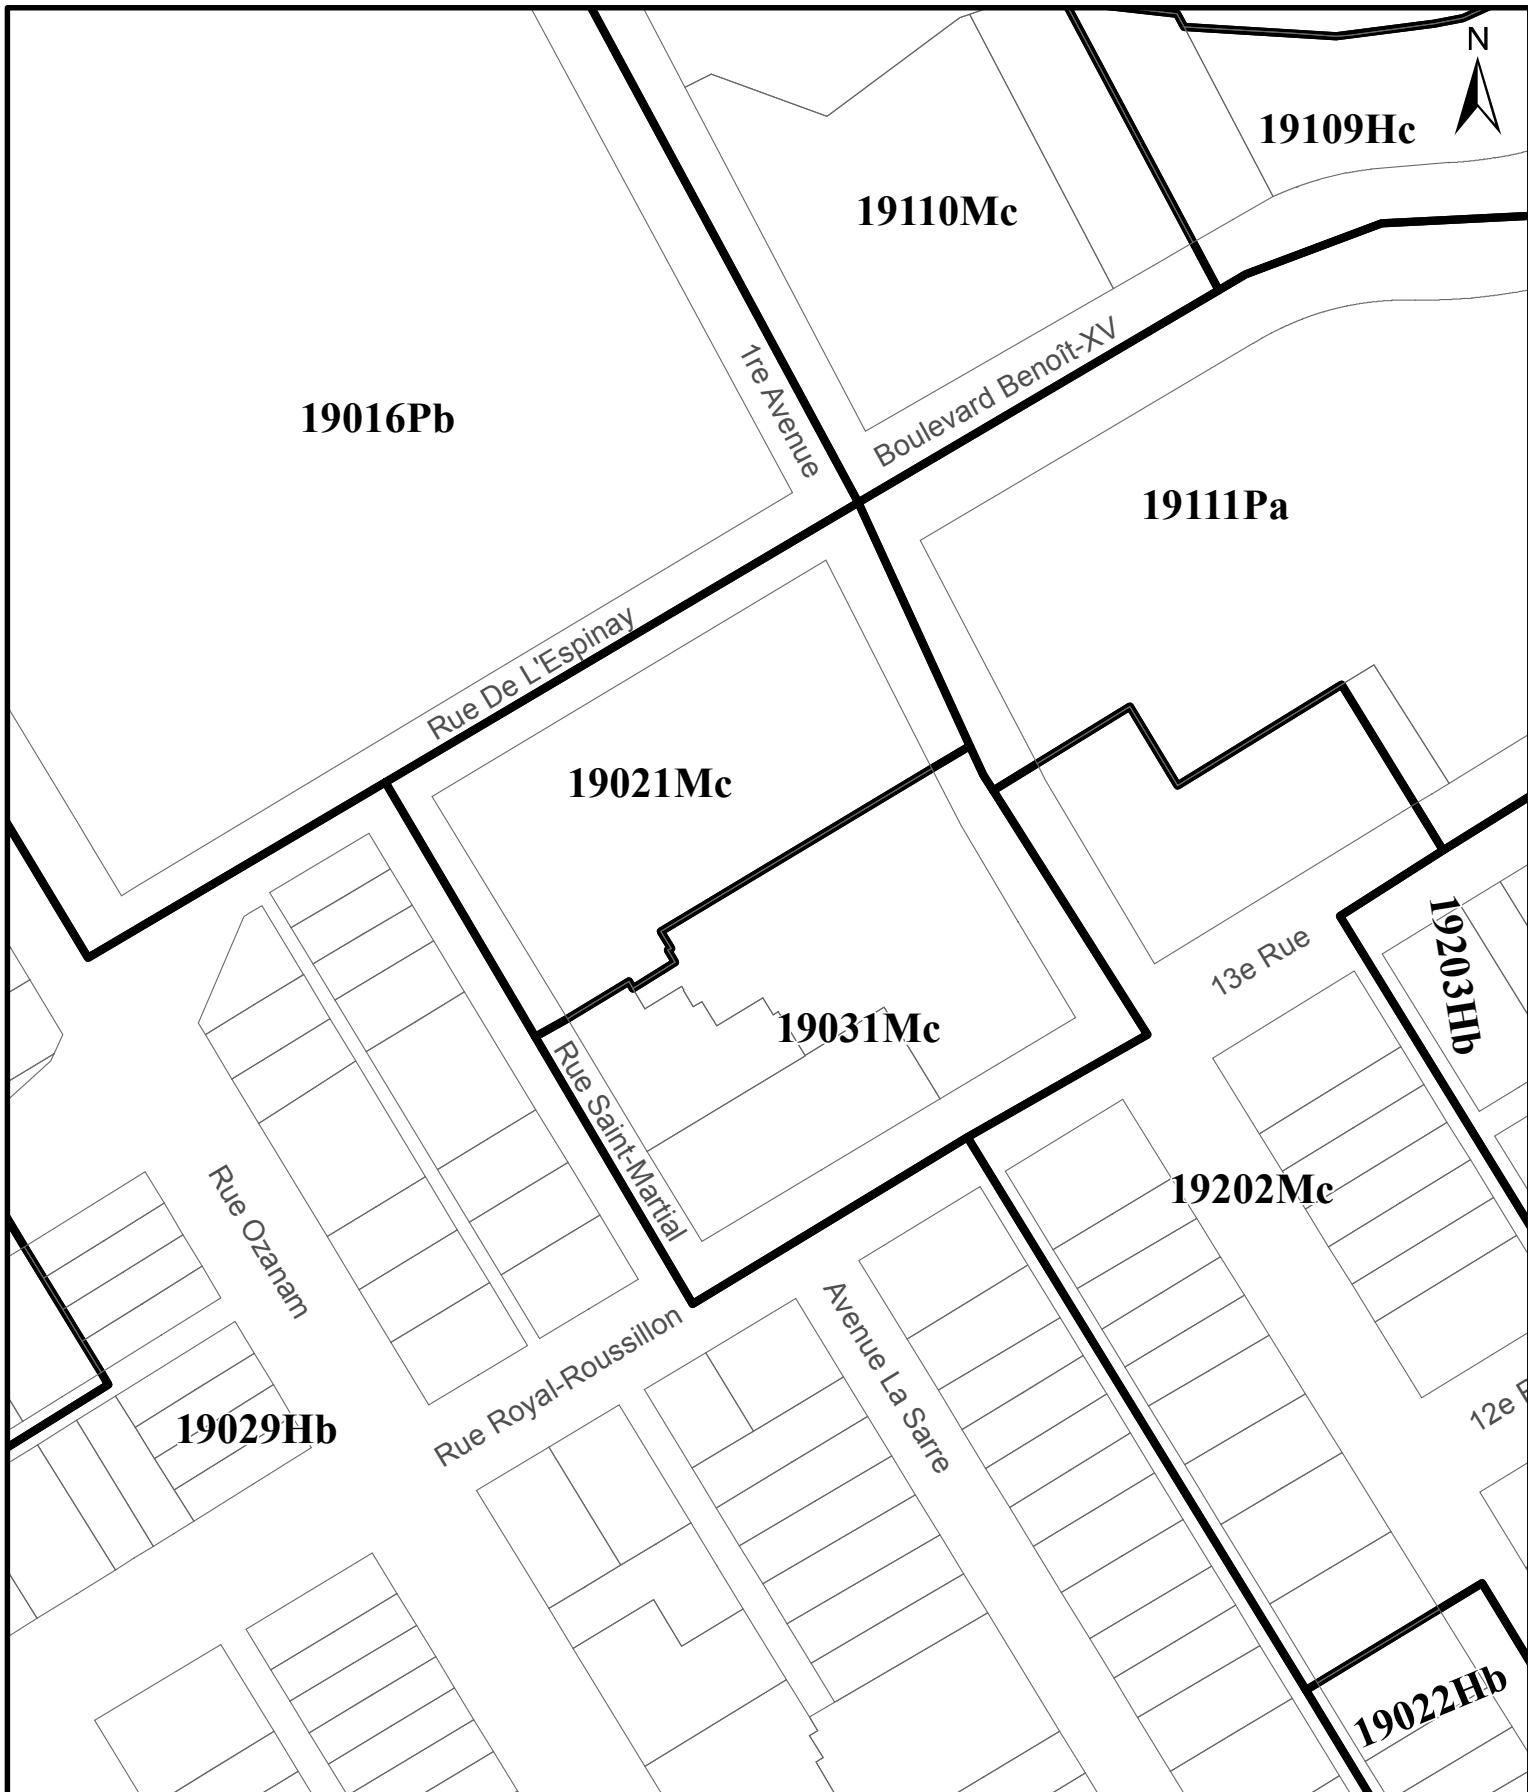 N
19109Hc
19110Mc
1re Avenue
Boulevard Benoît-XV
19016Pb
19111Pa
Rue De L'Espinay
19021Mc
13e Rue
19203Hb
19031Mc
Rue Saint-Martial
19202Mc
Rue Ozanam
Rue Royal-Roussillon
Avenue La Sarre
12e
19029Hb
19022Hb